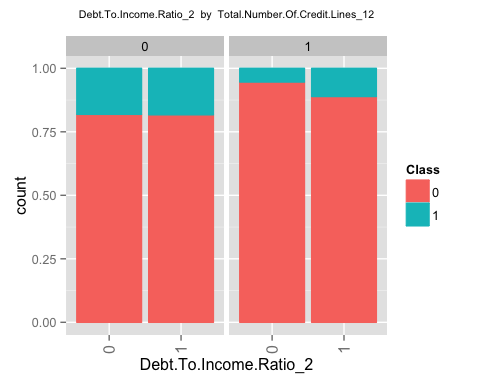 Debt.To.Income.Ratio_2 by Total.Number.Of.Credit.Lines_12
0 1
1.00
0.75
0.50
0.25
0.00
count
0 1 0 1
Debt.To.Income.Ratio_2
Class
0
1